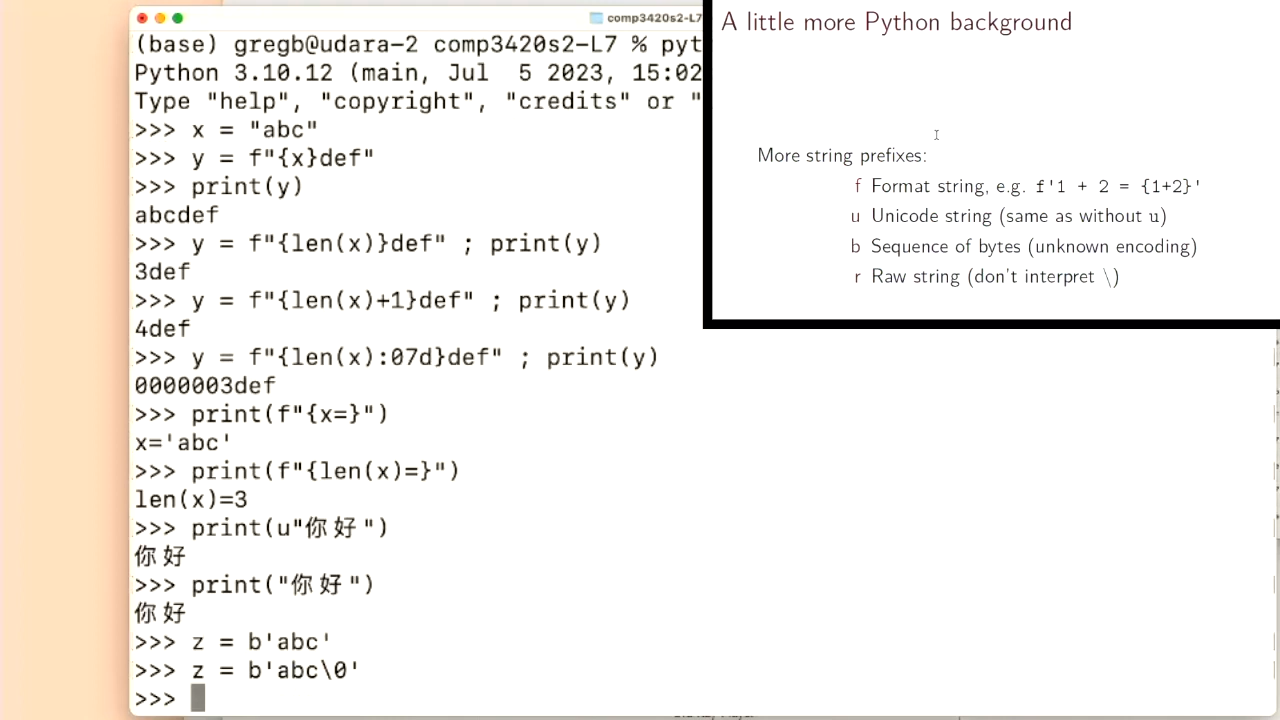 comp3420s2-L7
(base) gregb@udara-2 comp3420s2-L7 % pyt
Python 3.10.12 (main, Jul  5 2023, 15:02
Type "help", "copyright", "credits" or "
>>> x = "abc"
>>> y = f"{x}def"
>>> print(y)
abcdef
>>> y = f"{len(x)}def" ; print(y)
3def
>>> y = f"{len(x)+1}def" ; print(y)
4def
>>> y = f"{len(x):07d}def" ; print(y)
0000003def
>>> print(f"{x=}")
x='abc'
>>> print(f"{len(x)=}")
len(x)=3
>>> print(u"你好")
你好
>>> print("你好")
你好
>>> z = b'abc'
>>> z = b'abc\0'
>>>
A little more Python background
More string prefixes:
f Format string, e.g. f'1 + 2 = {1+2}'
u Unicode string (same as without u)
b Sequence of bytes (unknown encoding)
r Raw string (don't interpret \)